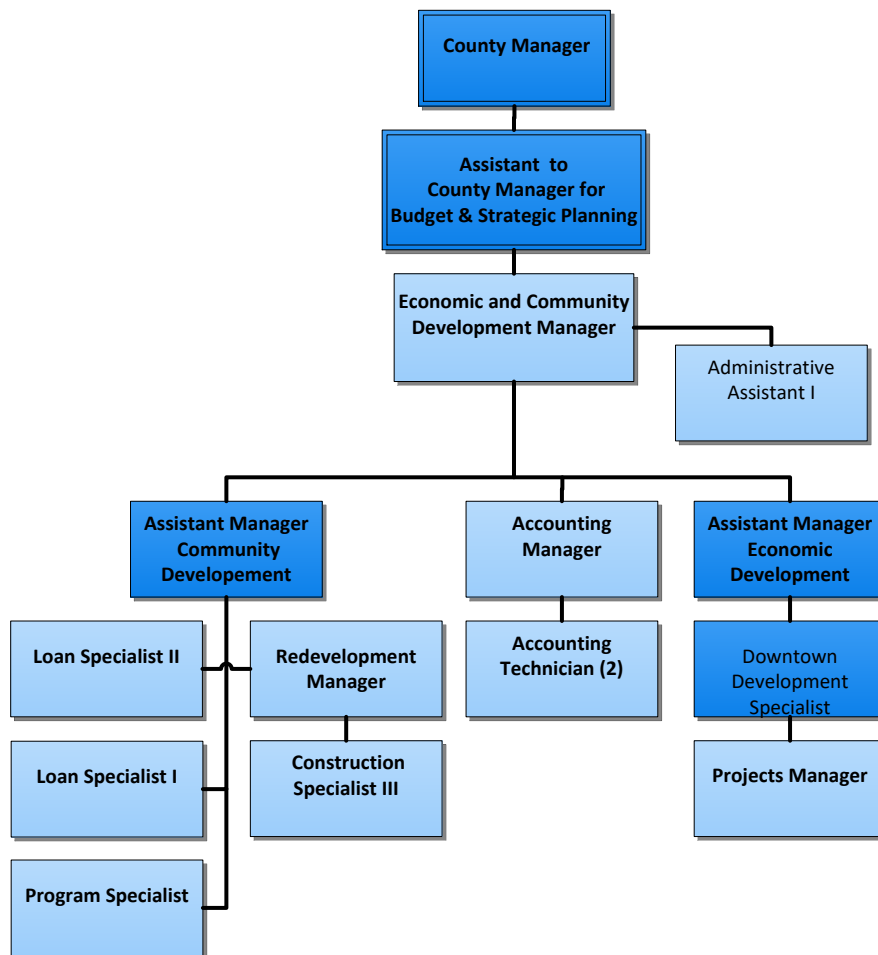 County Manager
Assistant to
County Manager for
Budget & Strategic Planning
Economic and Community
Development Manager
Administrative
Assistant I
Assistant Manager
Community
Developement
Accounting
Manager
Assistant Manager
Economic
Development
Loan Specialist II
Redevelopment
Manager
Accounting
Technician (2)
Downtown
Development
Specialist
Loan Specialist I
Construction
Specialist III
Projects Manager
Program Specialist